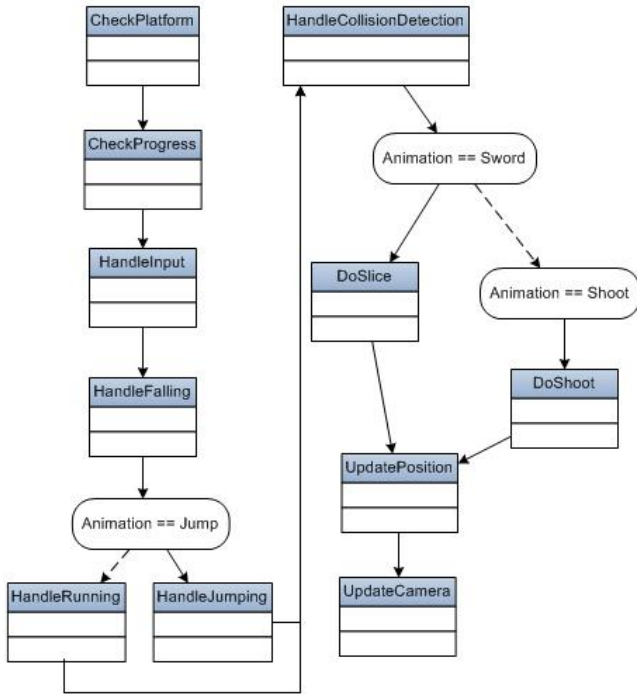 CheckPlatform
CheckProgress
HandleInput
HandleFalling
Animation == Jump
HandleRunning
HandleJumping
HandleCollisionDetection
Animation == Sword
DoSlice
Animation == Shoot
DoShoot
UpdatePosition
UpdateCamera